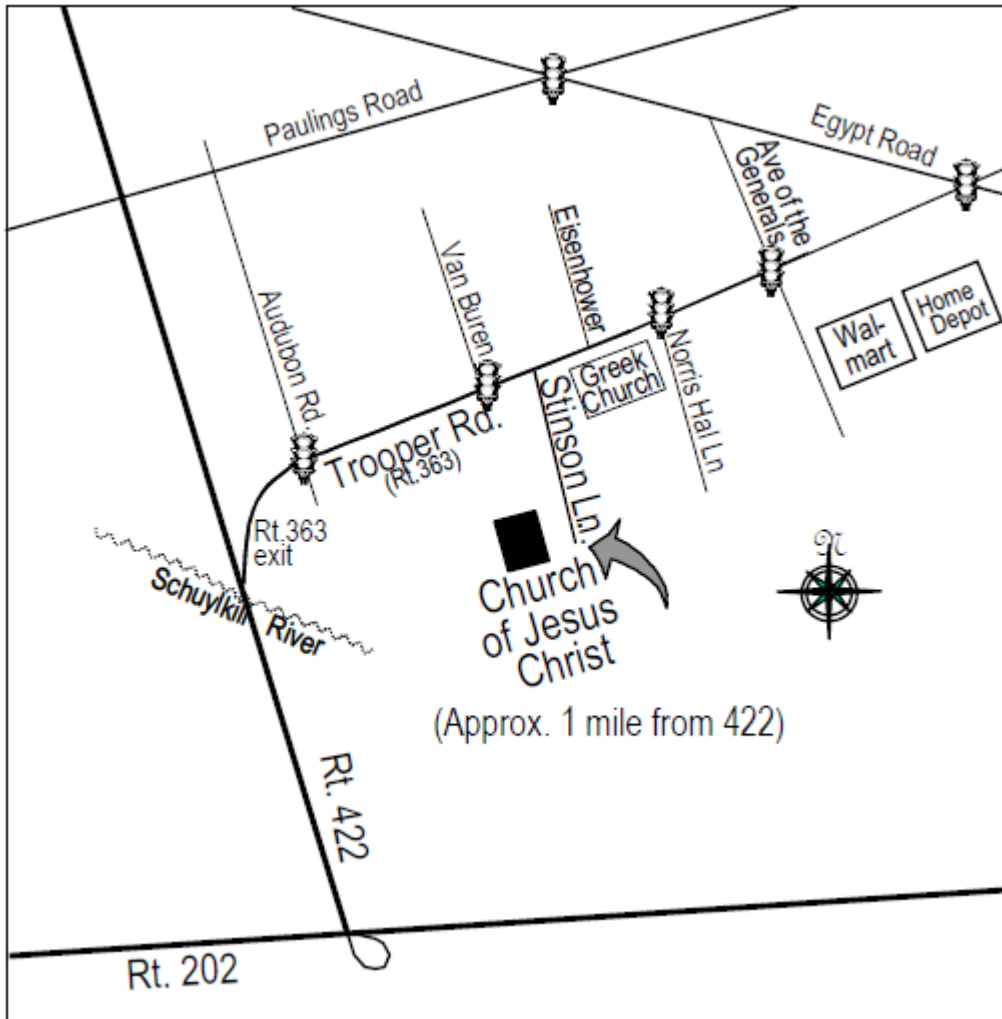 Paulings Road
Egypt Road
Ave of the
Generals
Eisenhower
Van Buren
Audubon Rd.
Home
Depot
Wal-
mart
Greek
Church
Norris Hal Ln
Trooper Rd.
(Rt.363)
Stinson Ln.
Rt.363
exit
N
Schuylkill River
Church
of Jesus
Christ
(Approx. 1 mile from 422)
Rt. 422
Rt. 202